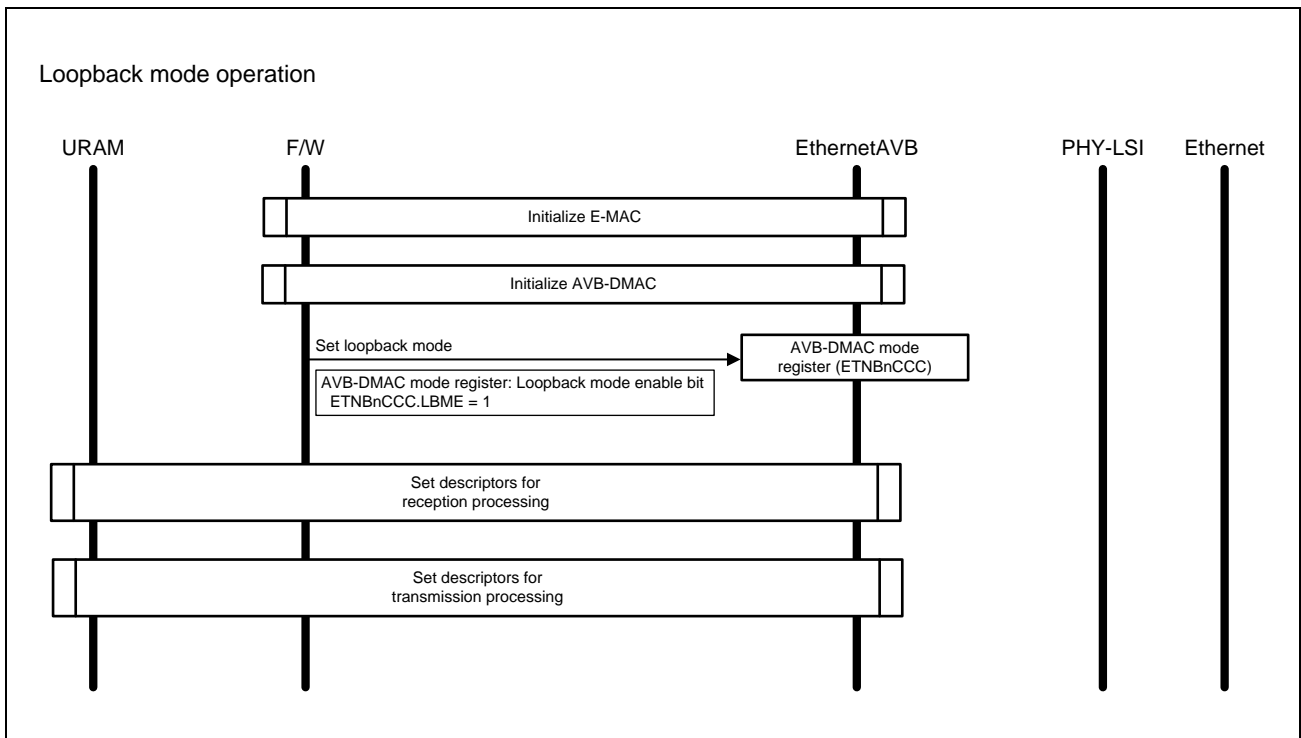 Loopback mode operation
URAM
F/W
EthernetAVB
PHY-LSI
Ethernet
Initialize E-MAC
Initialize AVB-DMAC
Set loopback mode
AVB-DMAC mode
register (ETNBnCCC)
AVB-DMAC mode register: Loopback mode enable bit
ETNBnCCC.LBME = 1
Set descriptors for
reception processing
Set descriptors for
transmission processing